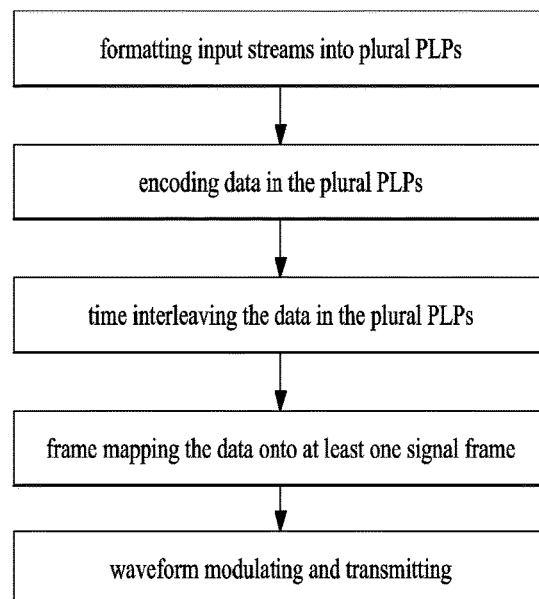 formatting input streams into plural PLPs
encoding data in the plural PLPs
time interleaving the data in the plural PLPs
frame mapping the data onto at least one signal frame
waveform modulating and transmitting